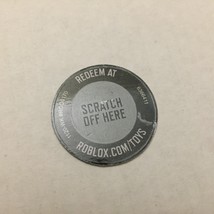 REDEEM AT
SCRATCH
OFF HERE
ROBLOX.COM/TOYS